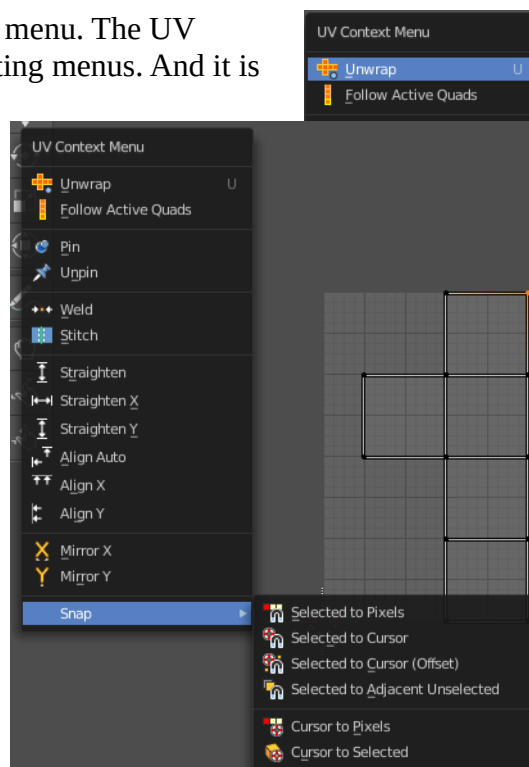 menu. The UV
ting menus. And it is
UV Context Menu
Unwrap U
Follow Active Quads
UV Context Menu
Unwrap U
Follow Active Quads
Pin
Unpin
Weld
Stitch
Straighten
Straighten X
Straighten Y
Align Auto
Align X
Align Y
Mirror X
Mirror Y
Snap
Selected to Pixels
Selected to Cursor
Selected to Cursor (Offset)
Selected to Adjacent Unselected
Cursor to Pixels
Cursor to Selected